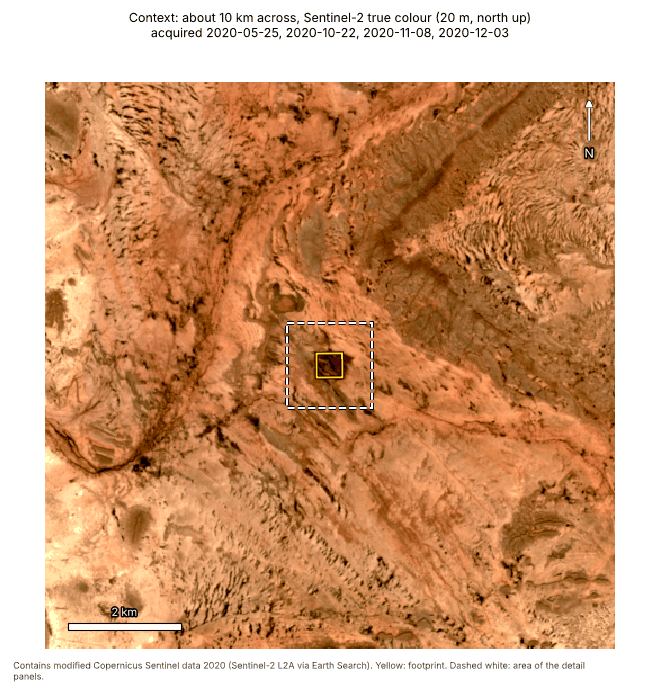 Context: about 10 km across, Sentinel-2 true colour (20 m, north up)
acquired 2020-05-25, 2020-10-22, 2020-11-08, 2020-12-03
N
2 km
Contains modified Copernicus Sentinel data 2020 (Sentinel-2 L2A via Earth Search). Yellow: footprint. Dashed white: area of the detail
panels.